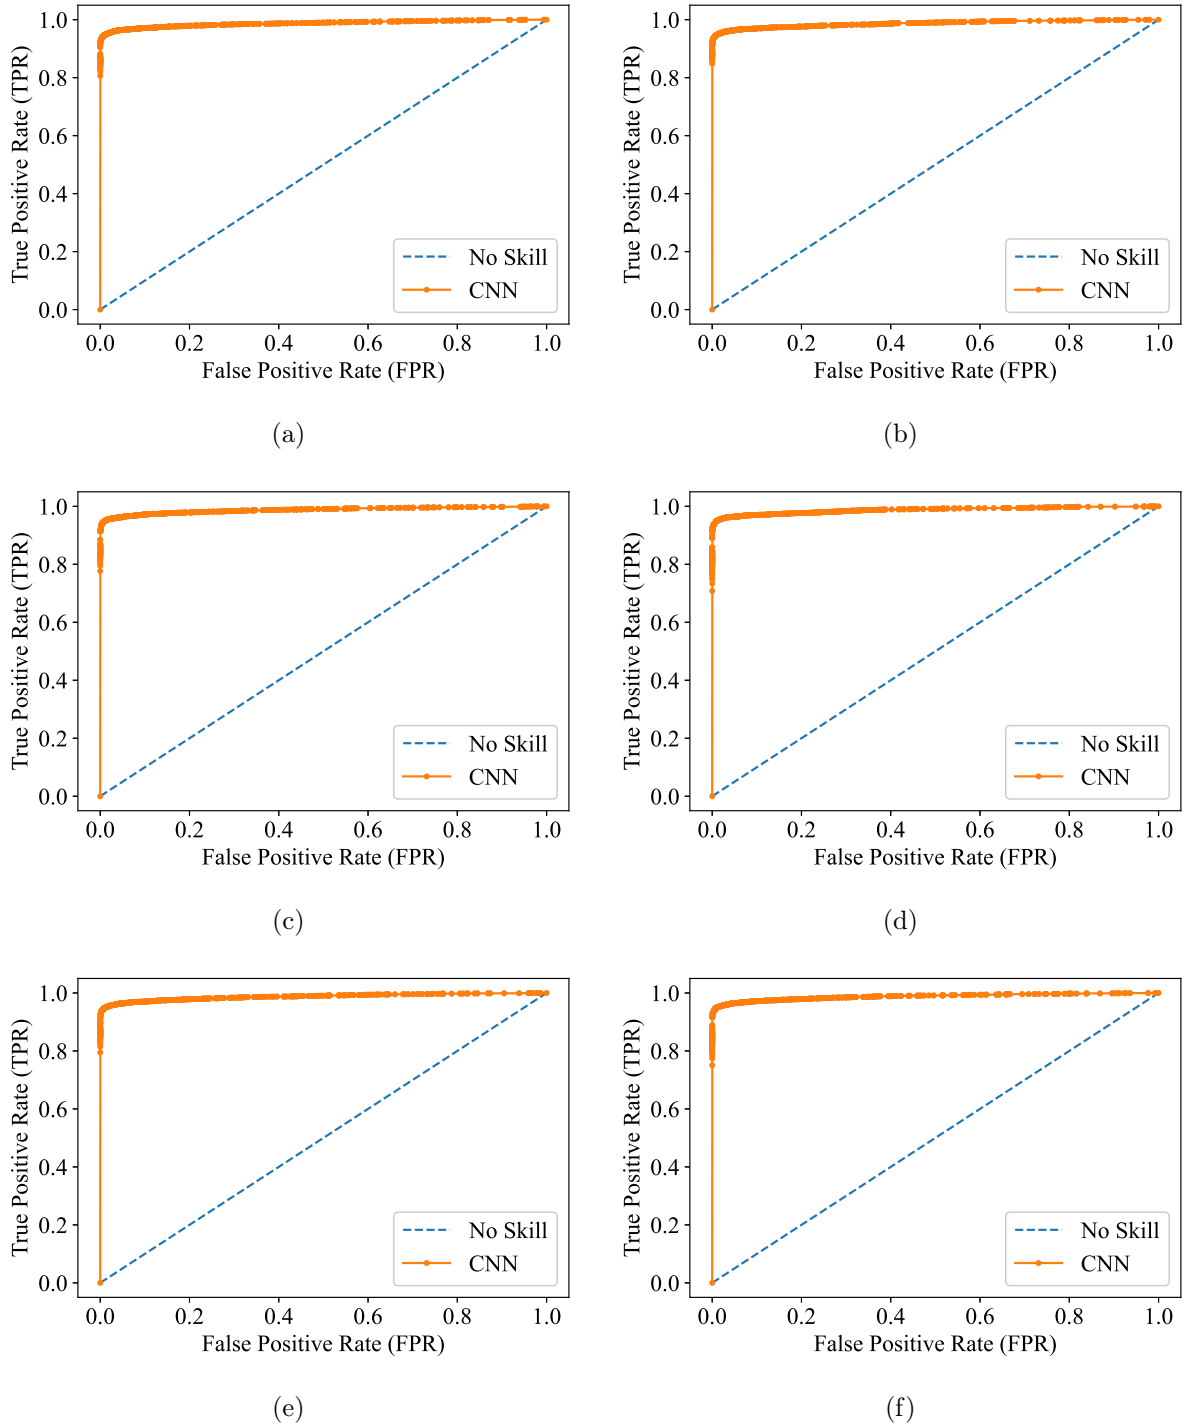 1.0
0.8
0.6
0.4
0.2
0.0
True Positive Rate (TPR)
No Skill
CNN
0.0 0.2 0.4 0.6 0.8 1.0
False Positive Rate (FPR)
(a)
1.0
0.8
0.6
0.4
0.2
0.0
True Positive Rate (TPR)
No Skill
CNN
0.0 0.2 0.4 0.6 0.8 1.0
False Positive Rate (FPR)
(b)
1.0
0.8
0.6
0.4
0.2
0.0
True Positive Rate (TPR)
No Skill
CNN
0.0 0.2 0.4 0.6 0.8 1.0
False Positive Rate (FPR)
(c)
1.0
0.8
0.6
0.4
0.2
0.0
True Positive Rate (TPR)
No Skill
CNN
0.0 0.2 0.4 0.6 0.8 1.0
False Positive Rate (FPR)
(d)
1.0
0.8
0.6
0.4
0.2
0.0
True Positive Rate (TPR)
No Skill
CNN
0.0 0.2 0.4 0.6 0.8 1.0
False Positive Rate (FPR)
(e)
1.0
0.8
0.6
0.4
0.2
0.0
True Positive Rate (TPR)
No Skill
CNN
0.0 0.2 0.4 0.6 0.8 1.0
False Positive Rate (FPR)
(f)